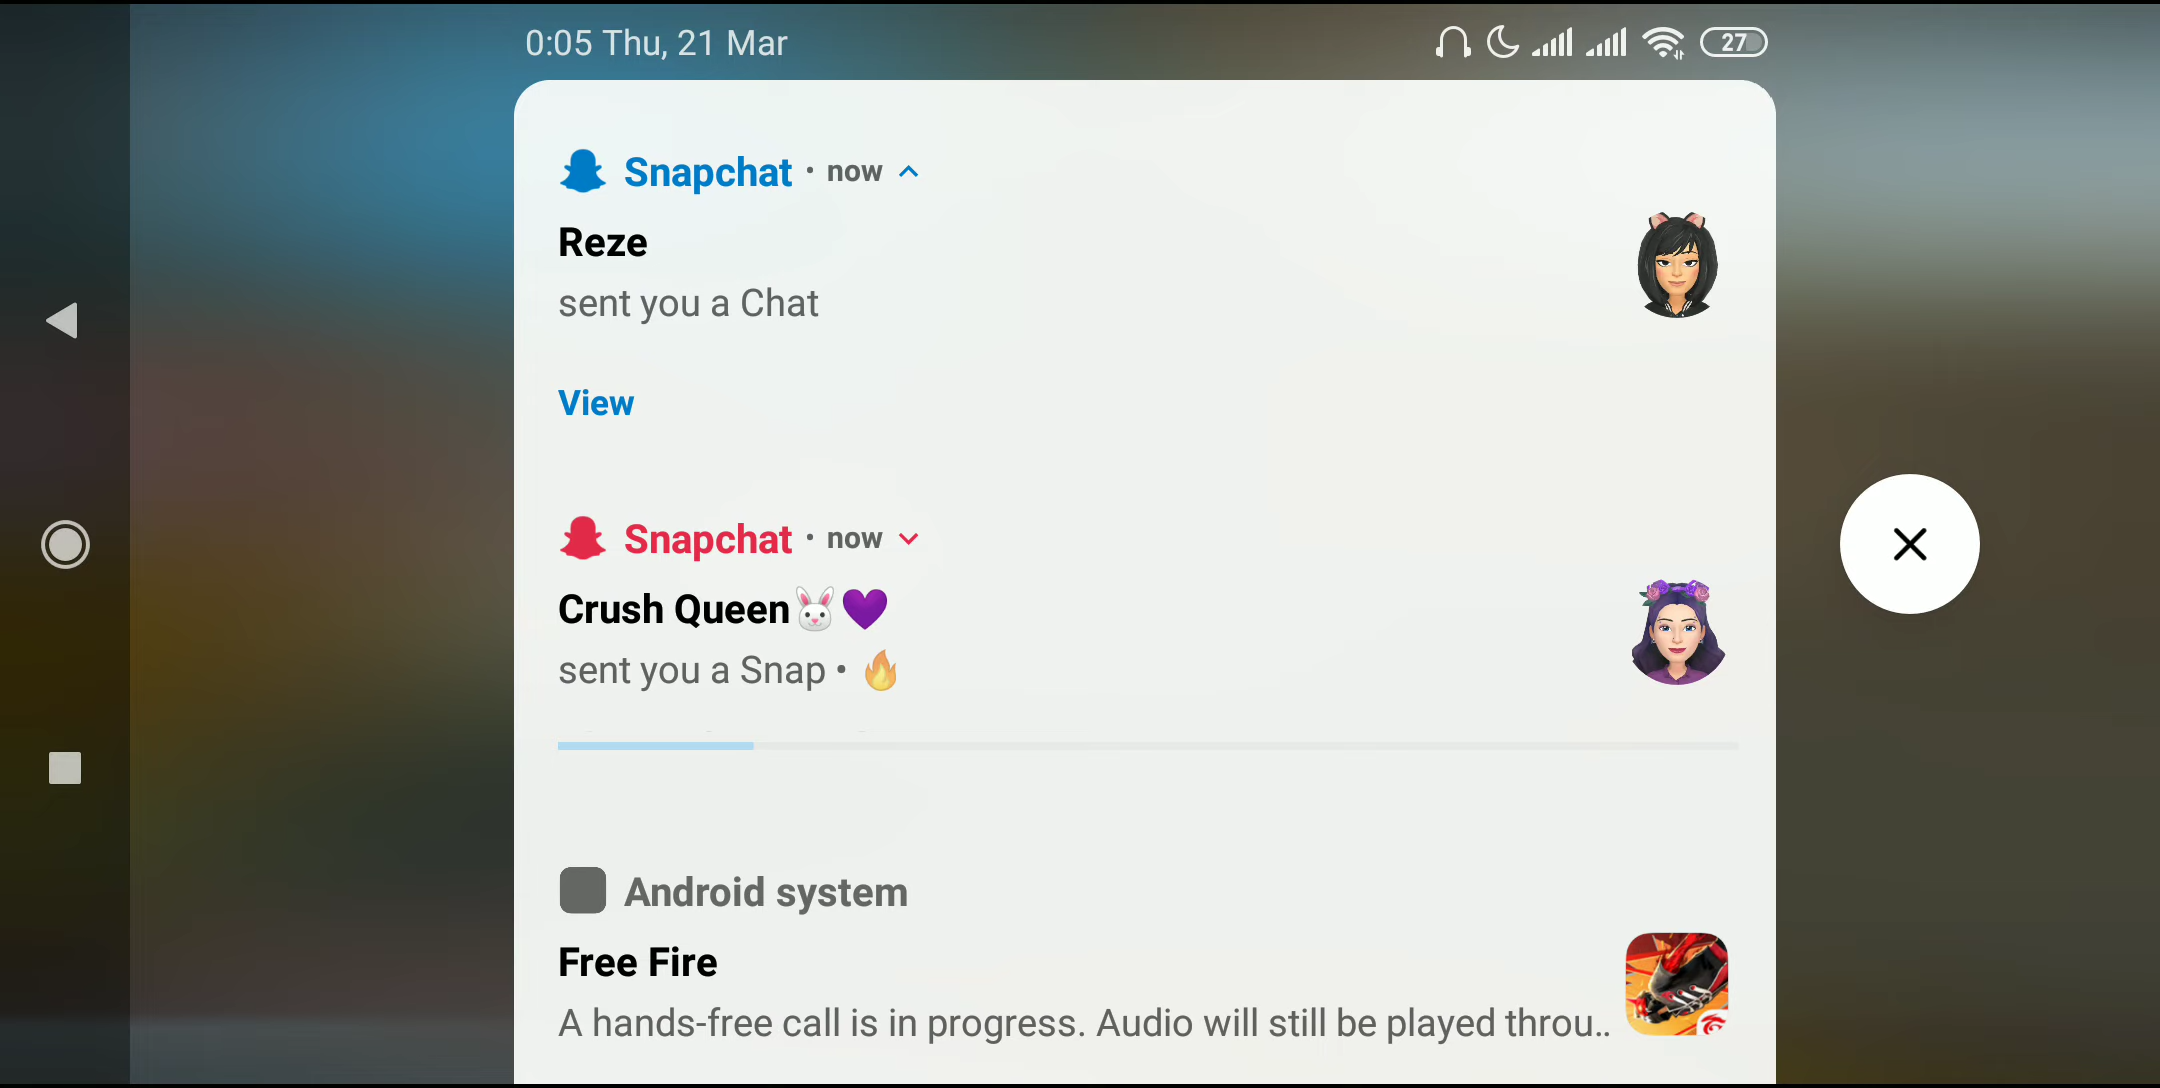 0:05 Thu, 21 Mar
27
Snapchat • now
Reze
sent you a Chat
View
Snapchat • now
Crush Queen🐰💜
sent you a Snap • 🔥
Android system
Free Fire
A hands-free call is in progress. Audio will still be played throu..